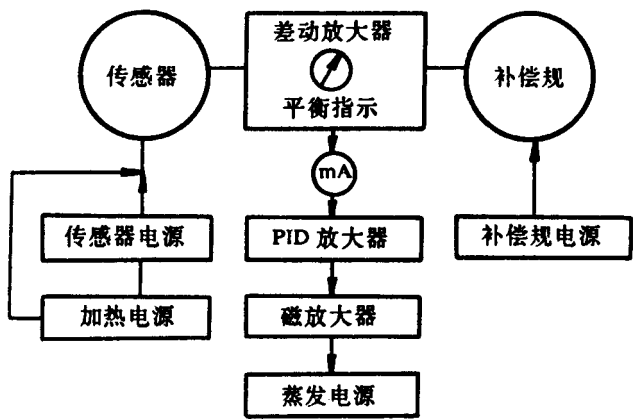 传感器
差动放大器
平衡指示
补偿规
mA
传感器电源
PID 放大器
补偿规电源
加热电源
磁放大器
蒸发电源